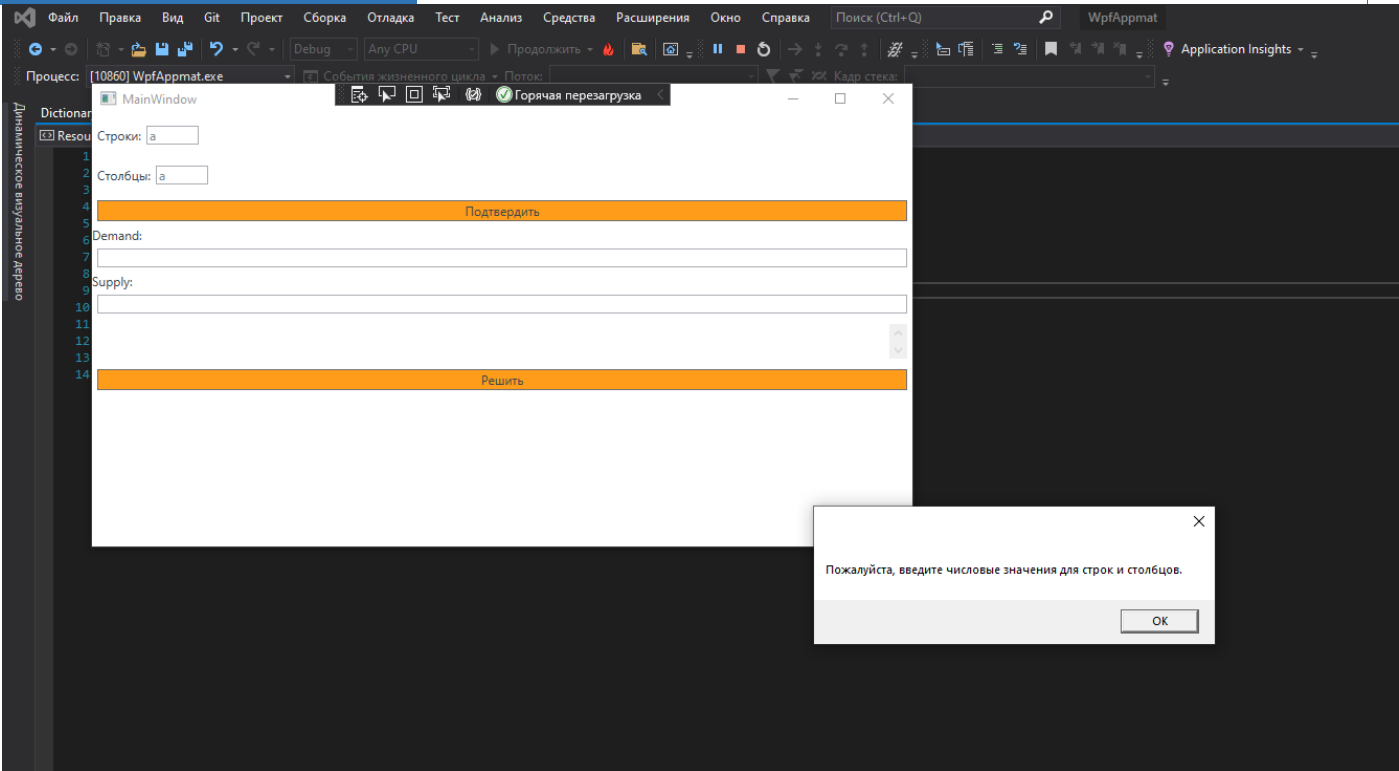 Файл Правка Вид Git Проект Сборка Отладка Тест Анализ Средства Расширения Окно Справка Поиск (Ctrl+Q) WpfAppmat
Debug Any CPU Продолжить Application Insights
Процесс: [10860] WpfAppmat.exe События жизненного цикла Поток: Кадр стека:
Динамическое визуальное дерево
MainWindow Горячая перезагрузка
Dictionar
Resou
Строки: a
1
2
3
4
5
6
7
8
9
10
11
12
13
14
Столбцы: a
Подтвердить
Demand:
Supply:
Решить
Пожалуйста, введите числовые значения для строк и столбцов.
OK